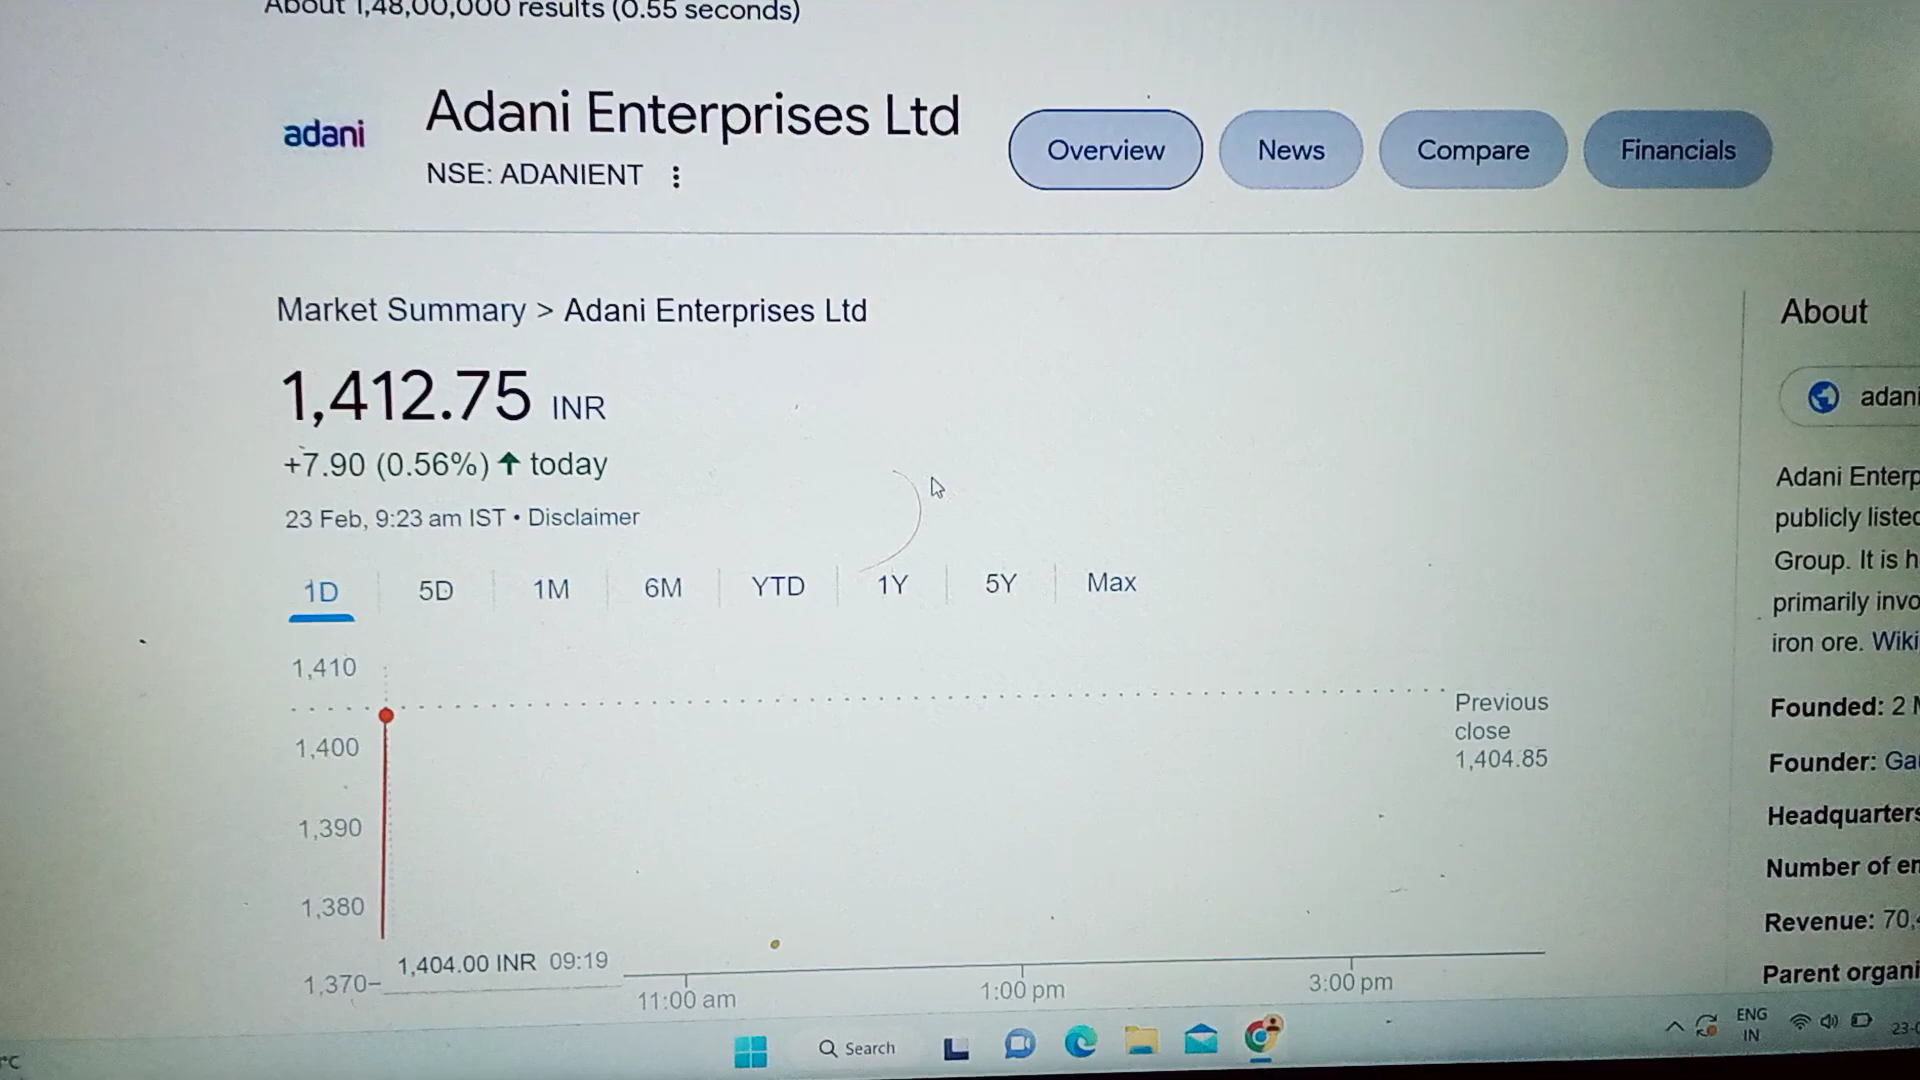 About 1,48,00,000 results (0.55 seconds)
adani
Adani Enterprises Ltd
NSE: ADANIENT
Overview
News
Compare
Financials
Market Summary > Adani Enterprises Ltd
1,412.75 INR
+7.90 (0.56%) ↑ today
23 Feb, 9:23 am IST • Disclaimer
1D 5D 1M 6M YTD 1Y 5Y Max
1,410
1,400
1,390
1,380
1,370
Previous
close
1,404.85
1,404.00 INR 09:19
11:00 am
1:00 pm
3:00 pm
About
adani
Adani Enterp
publicly listed
Group. It is h
primarily invo
iron ore. Wiki
Founded: 2
Founder: Ga
Headquarters
Number of en
Revenue: 70,
Parent organi
°C
Search
ENG
IN
23-0